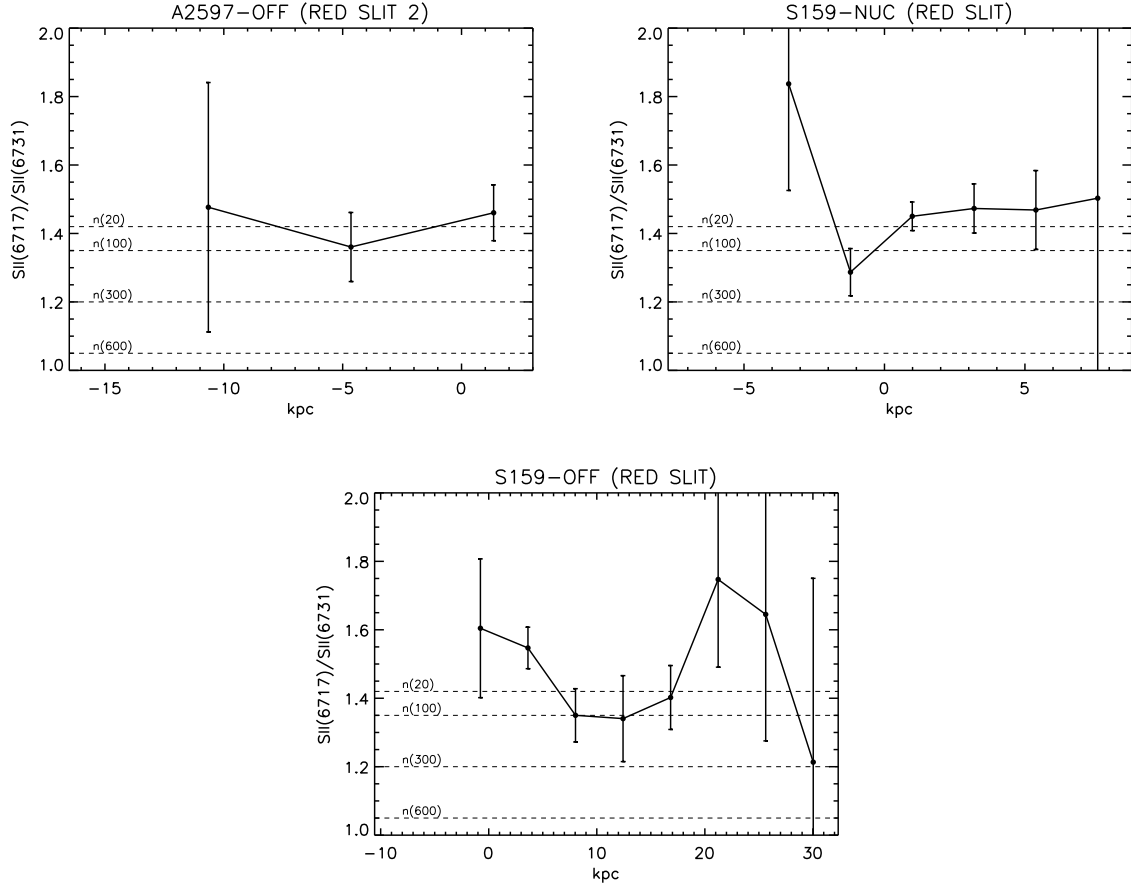 A2597-OFF (RED SLIT 2)
SII(6717)/SII(6731)
2.0
1.8
1.6
1.4
1.2
1.0
n(20)
n(100)
n(300)
n(600)
-15
-10
-5
0
kpc
S159-NUC (RED SLIT)
SII(6717)/SII(6731)
2.0
1.8
1.6
1.4
1.2
1.0
n(20)
n(100)
n(300)
n(600)
-5
0
5
kpc
S159-OFF (RED SLIT)
SII(6717)/SII(6731)
2.0
1.8
1.6
1.4
1.2
1.0
n(20)
n(100)
n(300)
n(600)
-10
0
10
20
30
kpc